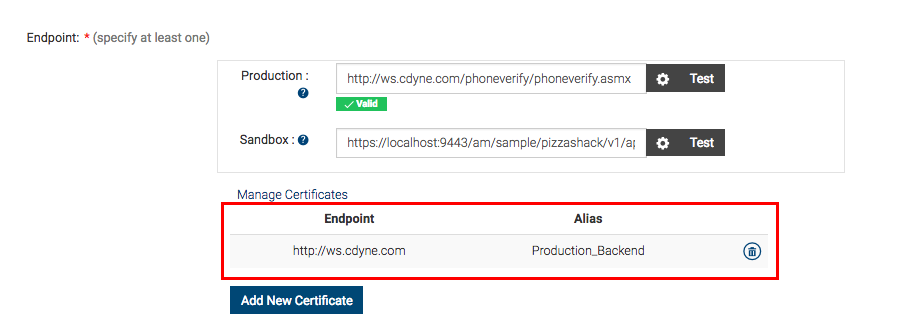 Endpoint: * (specify at least one)
Production :
http://ws.cdyne.com/phoneverify/phoneverify.asmx
Test
?
Valid
Sandbox : ?
https://localhost:9443/am/sample/pizzashack/v1/ap
Test
Manage Certificates
Endpoint Alias
http://ws.cdyne.com Production_Backend
Add New Certificate